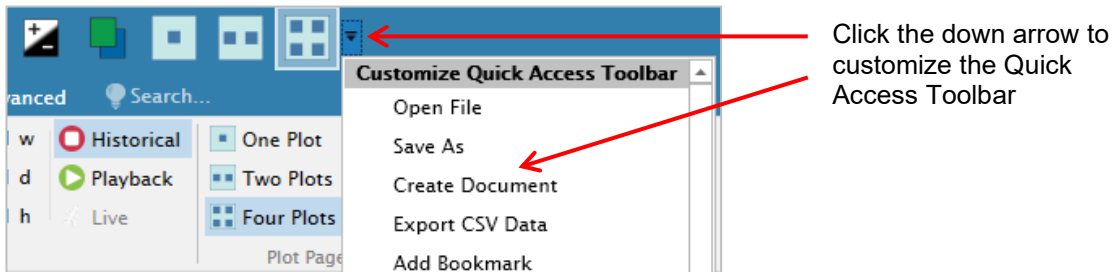 Click the down arrow to
customize the Quick
Access Toolbar
Customize Quick Access Toolbar
Open File
Save As
Create Document
Export CSV Data
Add Bookmark
vanced
Search...
w
Historical
One Plot
d
Playback
Two Plots
h
Live
Four Plots
Plot Page